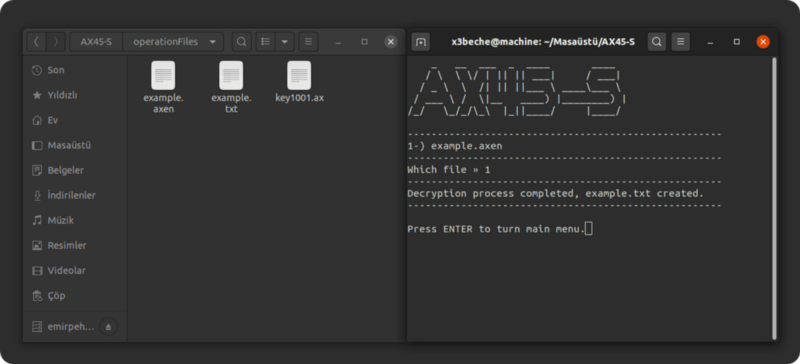 AX45-S operationFiles
Son
Yıldızlı
Ev
Masaüstü
Belgeler
İndirilenler
Müzik
Resimler
Videolar
Çöp
emirpeh...
example.axen
example.txt
key1001.ax
x3beche@machine: ~/Masaüstü/AX45-S
AX45-S
1-) example.axen
Which file » 1
Decryption process completed, example.txt created.
Press ENTER to turn main menu.